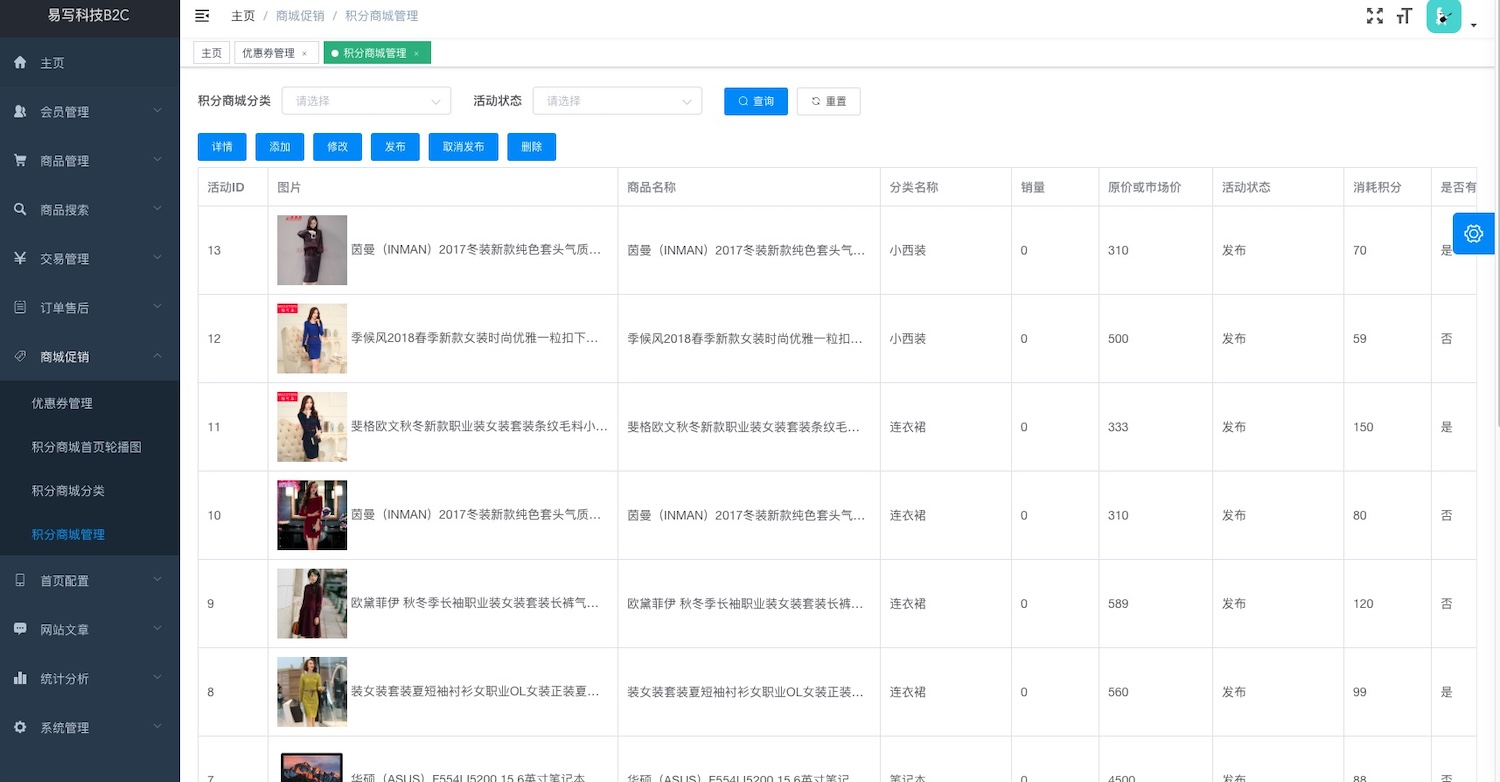 易写科技B2C
主页 / 商城促销 / 积分商城管理
主页
优惠券管理 ×
积分商城管理 ×
主页
会员管理
商品管理
商品搜索
交易管理
订单售后
商城促销
优惠券管理
积分商城首页轮播图
积分商城分类
积分商城管理
首页配置
网站文章
统计分析
系统管理
积分商城分类 请选择 活动状态 请选择 查询 重置
详情 添加 修改 发布 取消发布 删除
活动ID 图片 商品名称 分类名称 销量 原价或市场价 活动状态 消耗积分 是否有
13 茵曼（INMAN）2017冬装新款纯色套头气质... 茵曼（INMAN）2017冬装新款纯色套头气... 小西装 0 310 发布 70 是
12 季候风2018春季新款女装时尚优雅一粒扣下... 季候风2018春季新款女装时尚优雅一粒扣... 小西装 0 500 发布 59 否
11 斐格欧文秋冬新款职业装女装套装条纹毛料小... 斐格欧文秋冬新款职业装女装套装条纹毛... 连衣裙 0 333 发布 150 是
10 茵曼（INMAN）2017冬装新款纯色套头气质... 茵曼（INMAN）2017冬装新款纯色套头气... 连衣裙 0 310 发布 80 否
9 欧黛菲伊 秋冬季长袖职业装女装套装长裤气... 欧黛菲伊 秋冬季长袖职业装女装套装长裤... 连衣裙 0 589 发布 120 否
8 装女装套装夏短袖衬衫女职业OL女装正装夏... 装女装套装夏短袖衬衫女职业OL女装正装... 连衣裙 0 560 发布 99 是
7 华硕（ASUS）F554LI5200 15.6英寸笔记本 华硕（ASUS）F554LI5200 15.6英寸笔记 笔记本 0 4500 发布 88 否